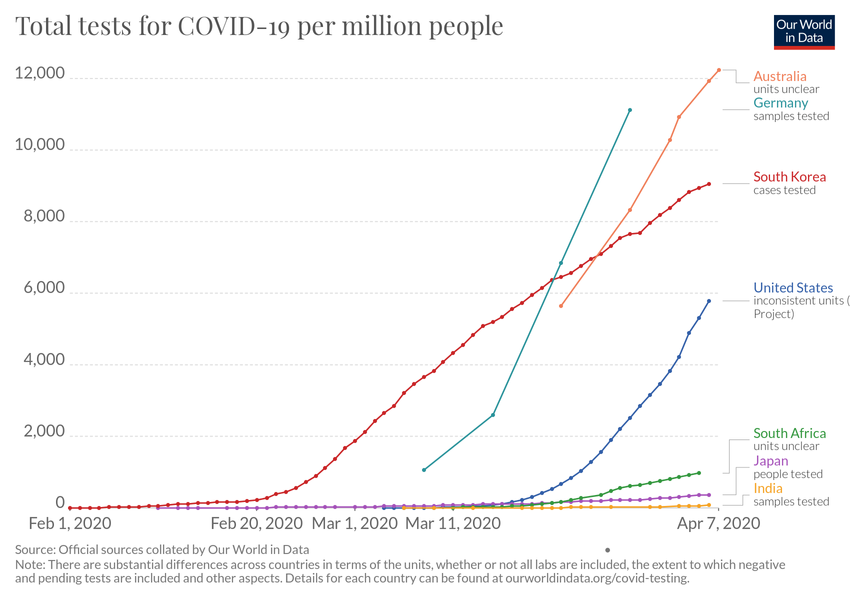 Total tests for COVID-19 per million people
Our World
in Data
12,000
10,000
8,000
6,000
4,000
2,000
0
Feb 1, 2020
Feb 20, 2020
Mar 1, 2020
Mar 11, 2020
Apr 7, 2020
Australia
units unclear
Germany
samples tested
South Korea
cases tested
United States
inconsistent units (
Project)
South Africa
units unclear
Japan
people tested
India
samples tested
Source: Official sources collated by Our World in Data
Note: There are substantial differences across countries in terms of the units, whether or not all labs are included, the extent to which negative
and pending tests are included and other aspects. Details for each country can be found at ourworldindata.org/covid-testing.